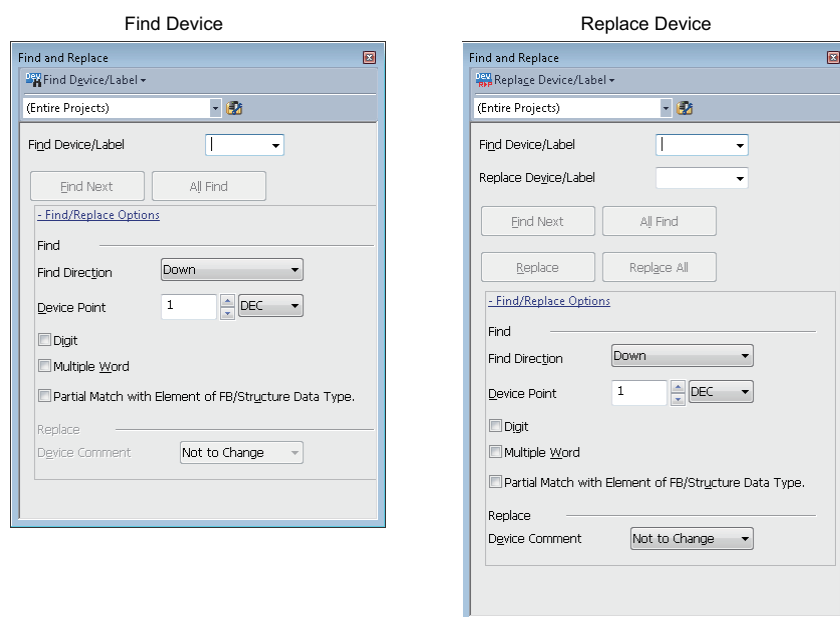 Find Device
Find and Replace
Find Device/Label
(Entire Projects)
Find Device/Label
Find Next
All Find
- Find/Replace Options
Find
Find Direction
Down
Device Point
1
DEC
Digit
Multiple Word
Partial Match with Element of FB/Structure Data Type.
Replace
Device Comment
Not to Change
Replace Device
Find and Replace
Dev
REP
Replace Device/Label
(Entire Projects)
Find Device/Label
Replace Device/Label
Find Next
All Find
Replace
Replace All
- Find/Replace Options
Find
Find Direction
Down
Device Point
1
DEC
Digit
Multiple Word
Partial Match with Element of FB/Structure Data Type.
Replace
Device Comment
Not to Change